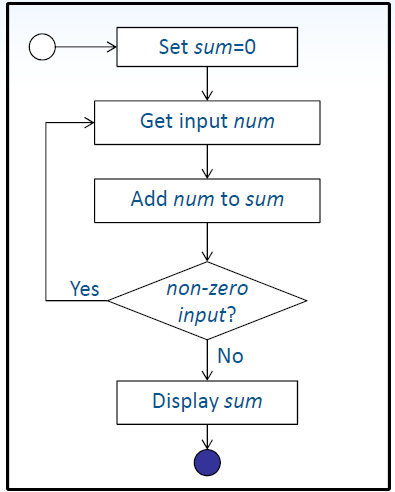 Set sum=0
Get input num
Add num to sum
Yes
non-zero
input?
No
Display sum